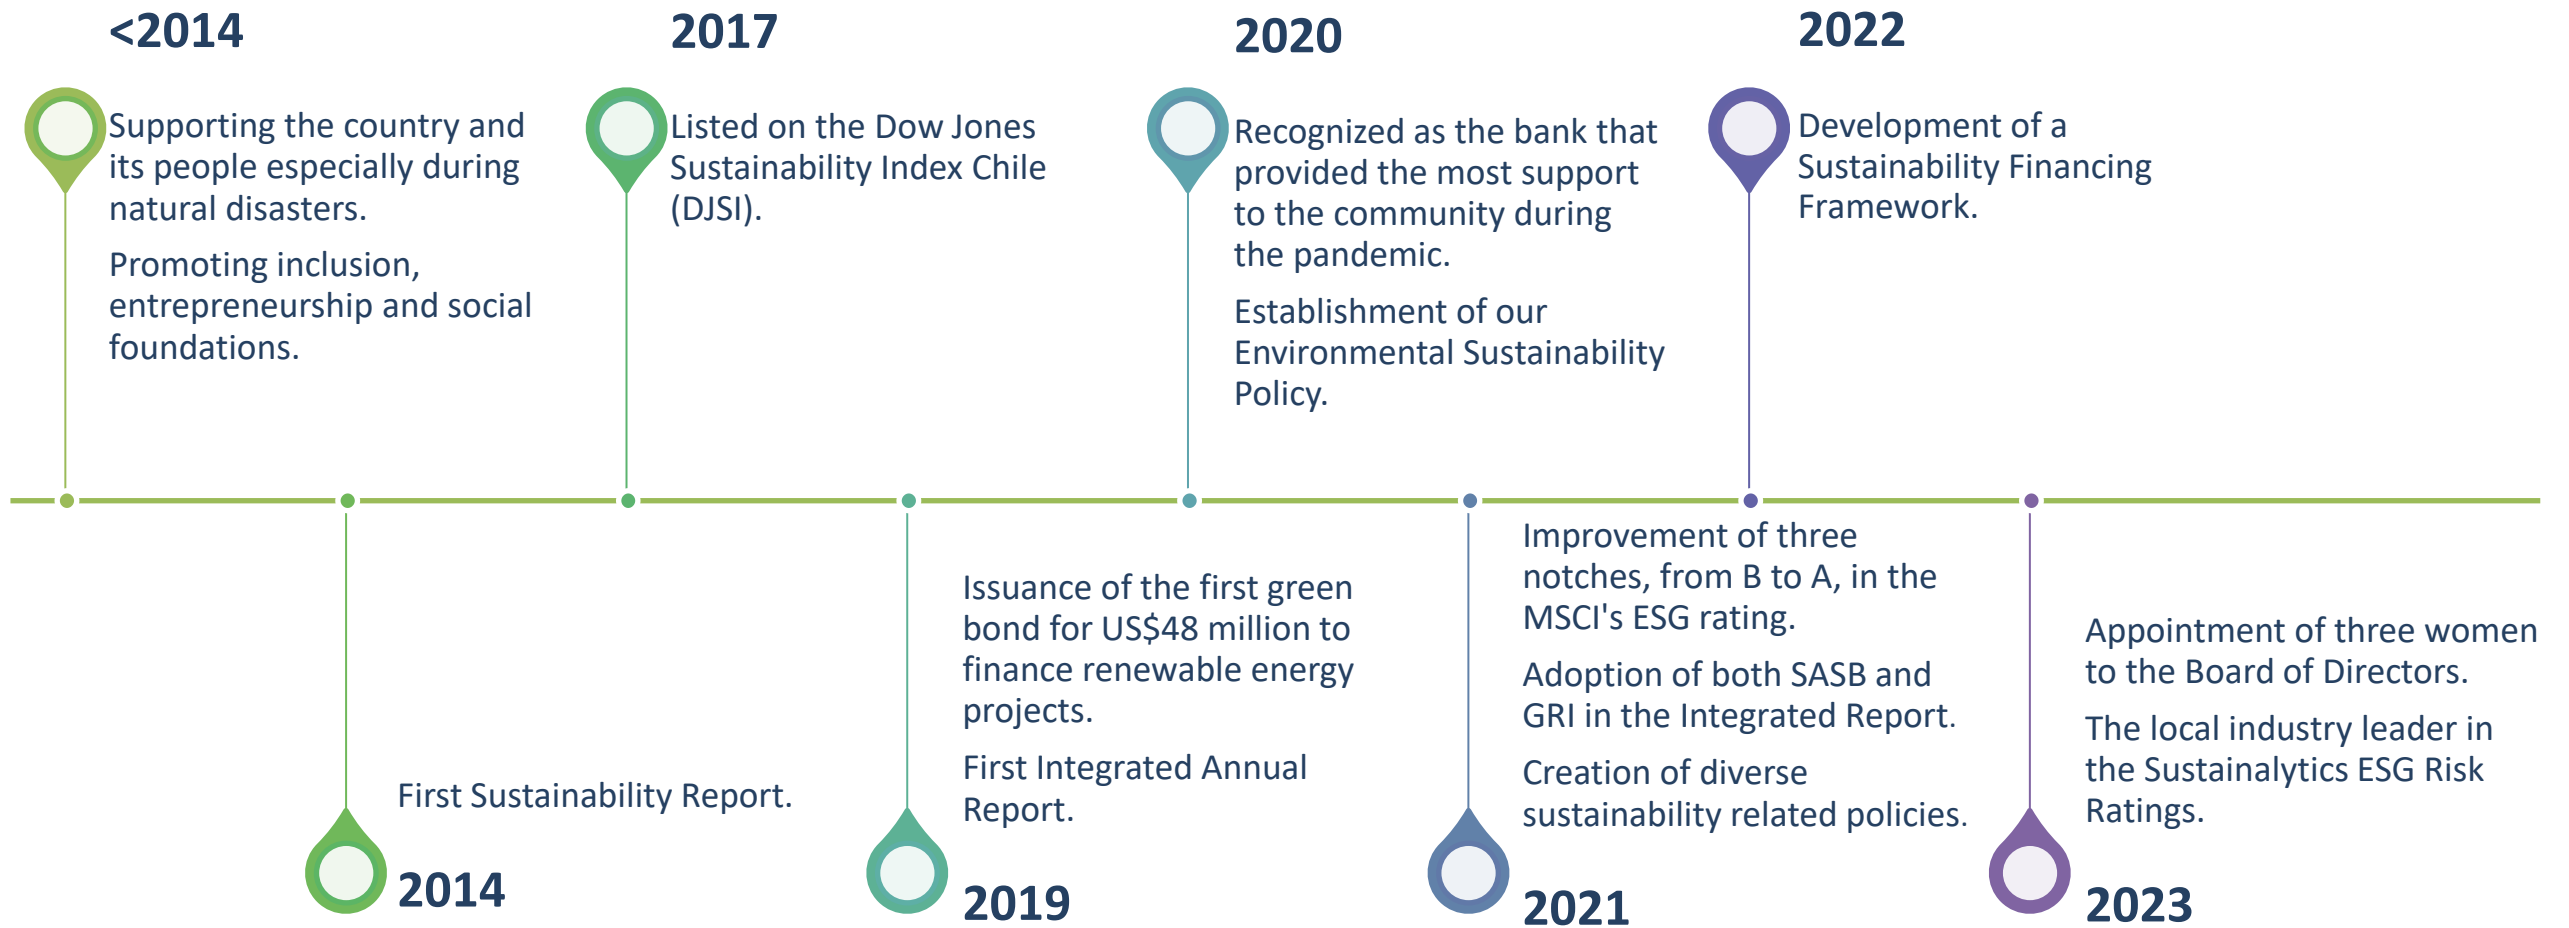 <2014
Supporting the country and
its people especially during
natural disasters.
Promoting inclusion,
entrepreneurship and social
foundations.
First Sustainability Report.
2014
2017
Listed on the Dow Jones
Sustainability Index Chile
(DJSI).
Issuance of the first green
bond for US$48 million to
finance renewable energy
projects.
First Integrated Annual
Report.
2019
2020
Recognized as the bank that
provided the most support
to the community during
the pandemic.
Establishment of our
Environmental Sustainability
Policy.
Improvement of three
notches, from B to A, in the
MSCI's ESG rating.
Adoption of both SASB and
GRI in the Integrated Report.
Creation of diverse
sustainability related policies.
2021
2022
Development of a
Sustainability Financing
Framework.
Appointment of three women
to the Board of Directors.
The local industry leader in
the Sustainalytics ESG Risk
Ratings.
2023